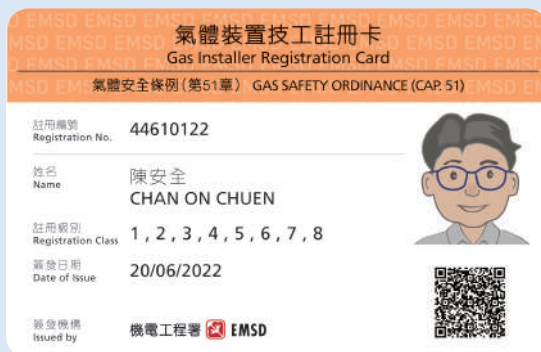 氣體裝置技工註冊卡
Gas Installer Registration Card
氣體安全條例(第51章) GAS SAFETY ORDINANCE (CAP. 51)
註冊編號
Registration No. 44610122
姓名
Name
陳安全
CHAN ON CHUEN
註冊級別
Registration Class 1 , 2 , 3 , 4 , 5 , 6 , 7 , 8
簽發日期
Date of Issue 20/06/2022
簽發機構
Issued by 機電工程署 EMSD